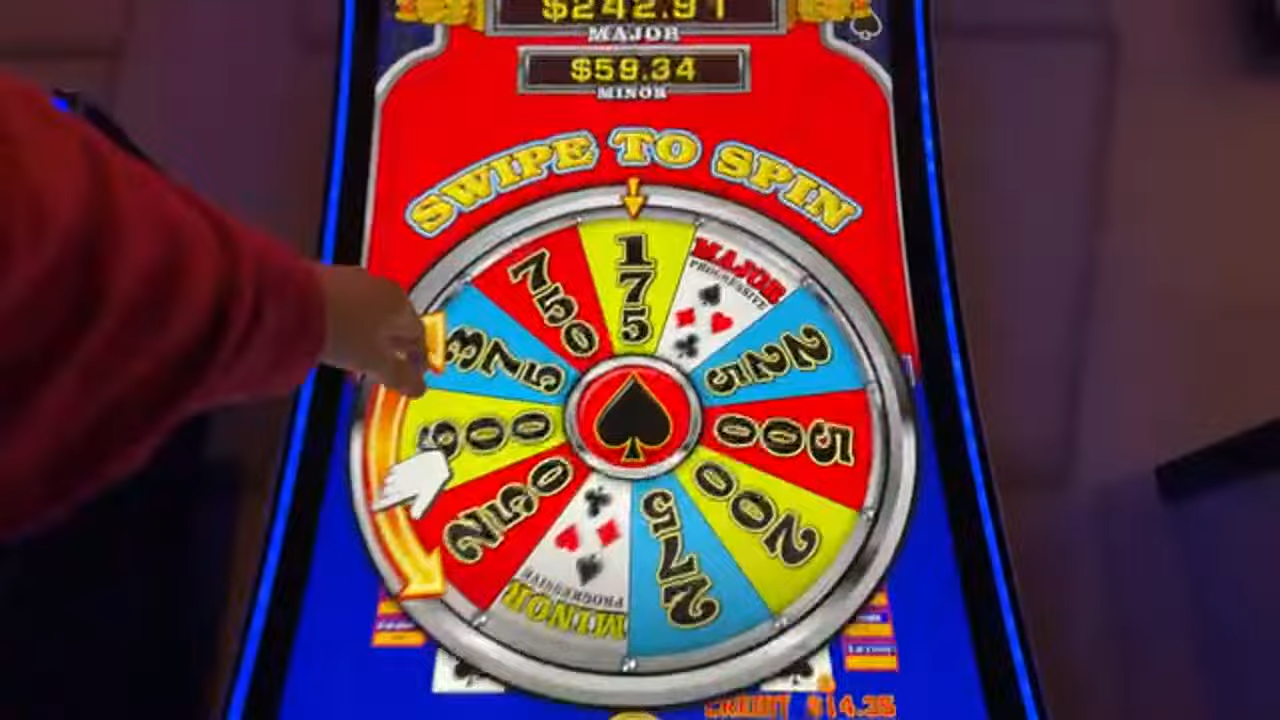 $242.91
MAJOR
$59.34
MINOR
SWIPE TO SPIN
175
MAJOR
PROGRESSIVE
225
500
200
275
MINOR
PROGRESSIVE
250
600
375
750
CREDIT $14.25